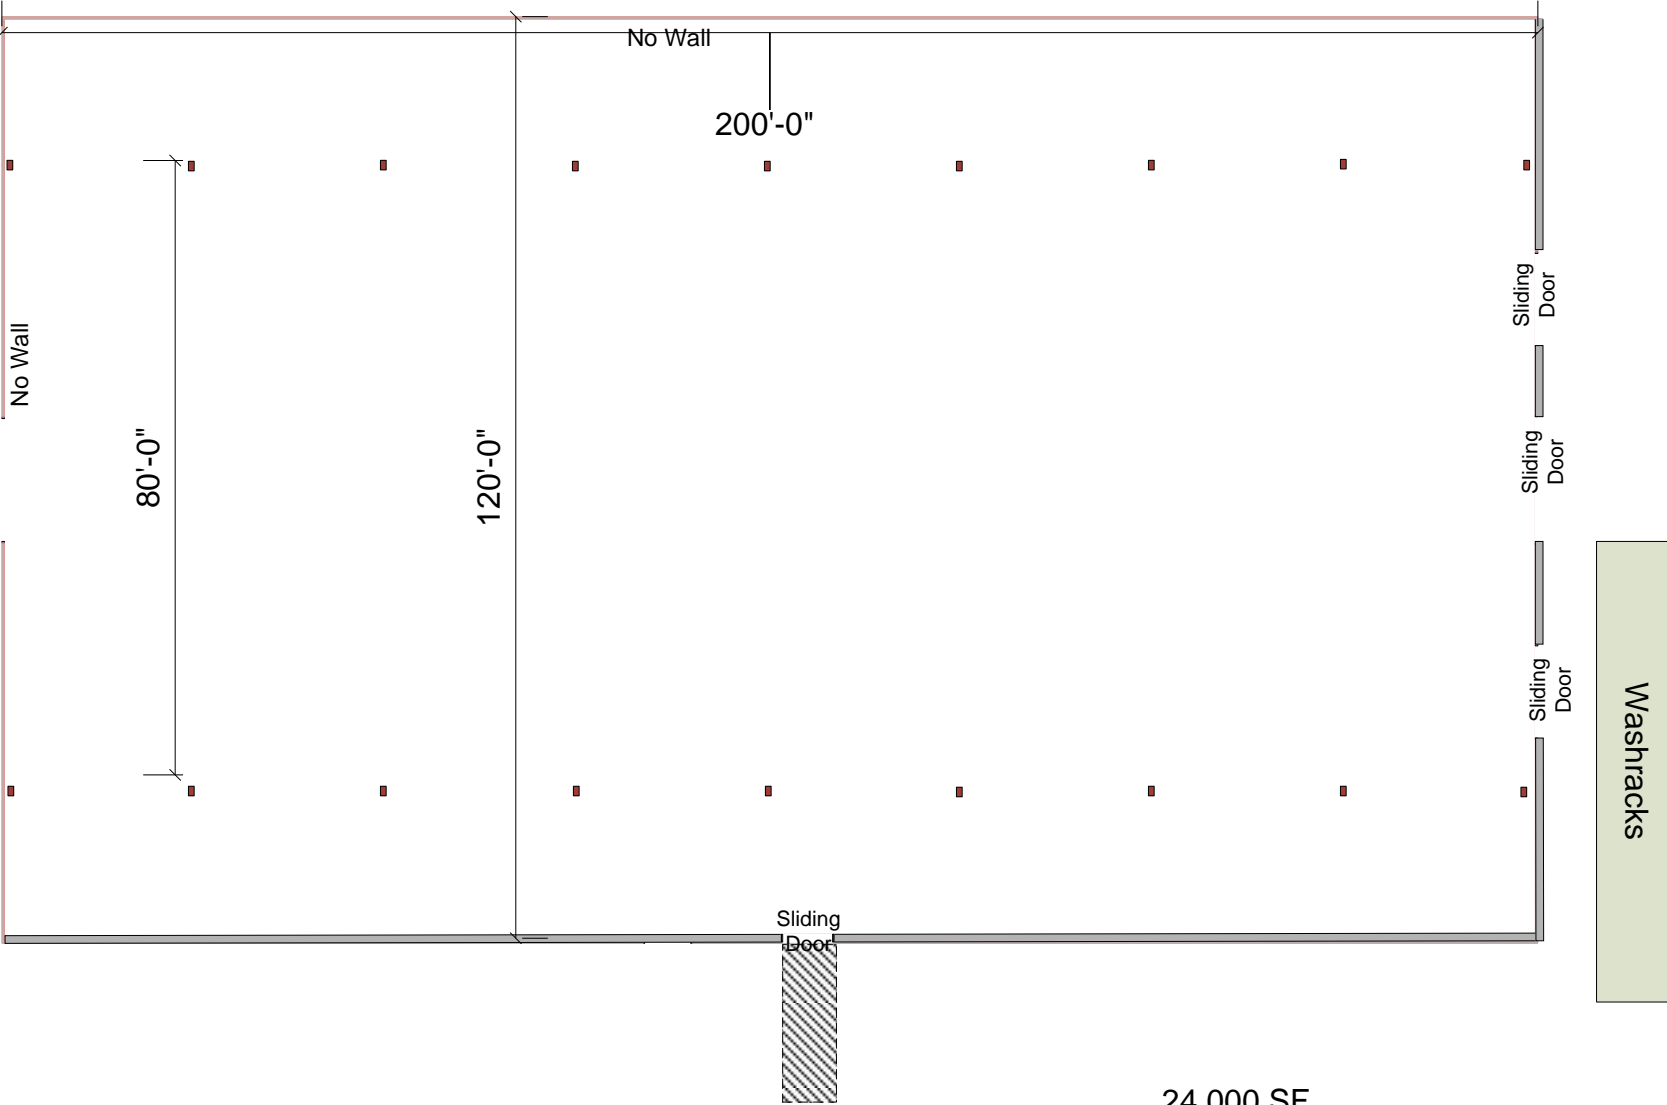 No Wall
200'-0"
Sliding
Door
No Wall
80'-0"
120'-0"
Sliding
Door
Sliding
Door
Washracks
Sliding
Door
24,000 SF